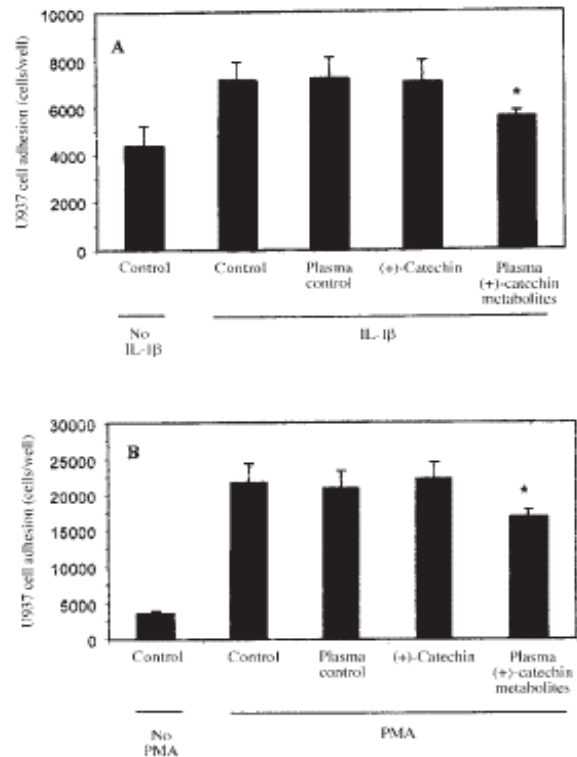 A
U937 cell adhesion (cells/well)
10000
8000
6000
4000
2000
0
*
Control
Control
Plasma control
(+)-Catechin
Plasma (+)-catechin metabolites
No IL-1β
IL-1β
B
U937 cell adhesion (cells/well)
30000
25000
20000
15000
10000
5000
0
*
Control
Control
Plasma control
(+)-Catechin
Plasma (+)-catechin metabolites
No PMA
PMA